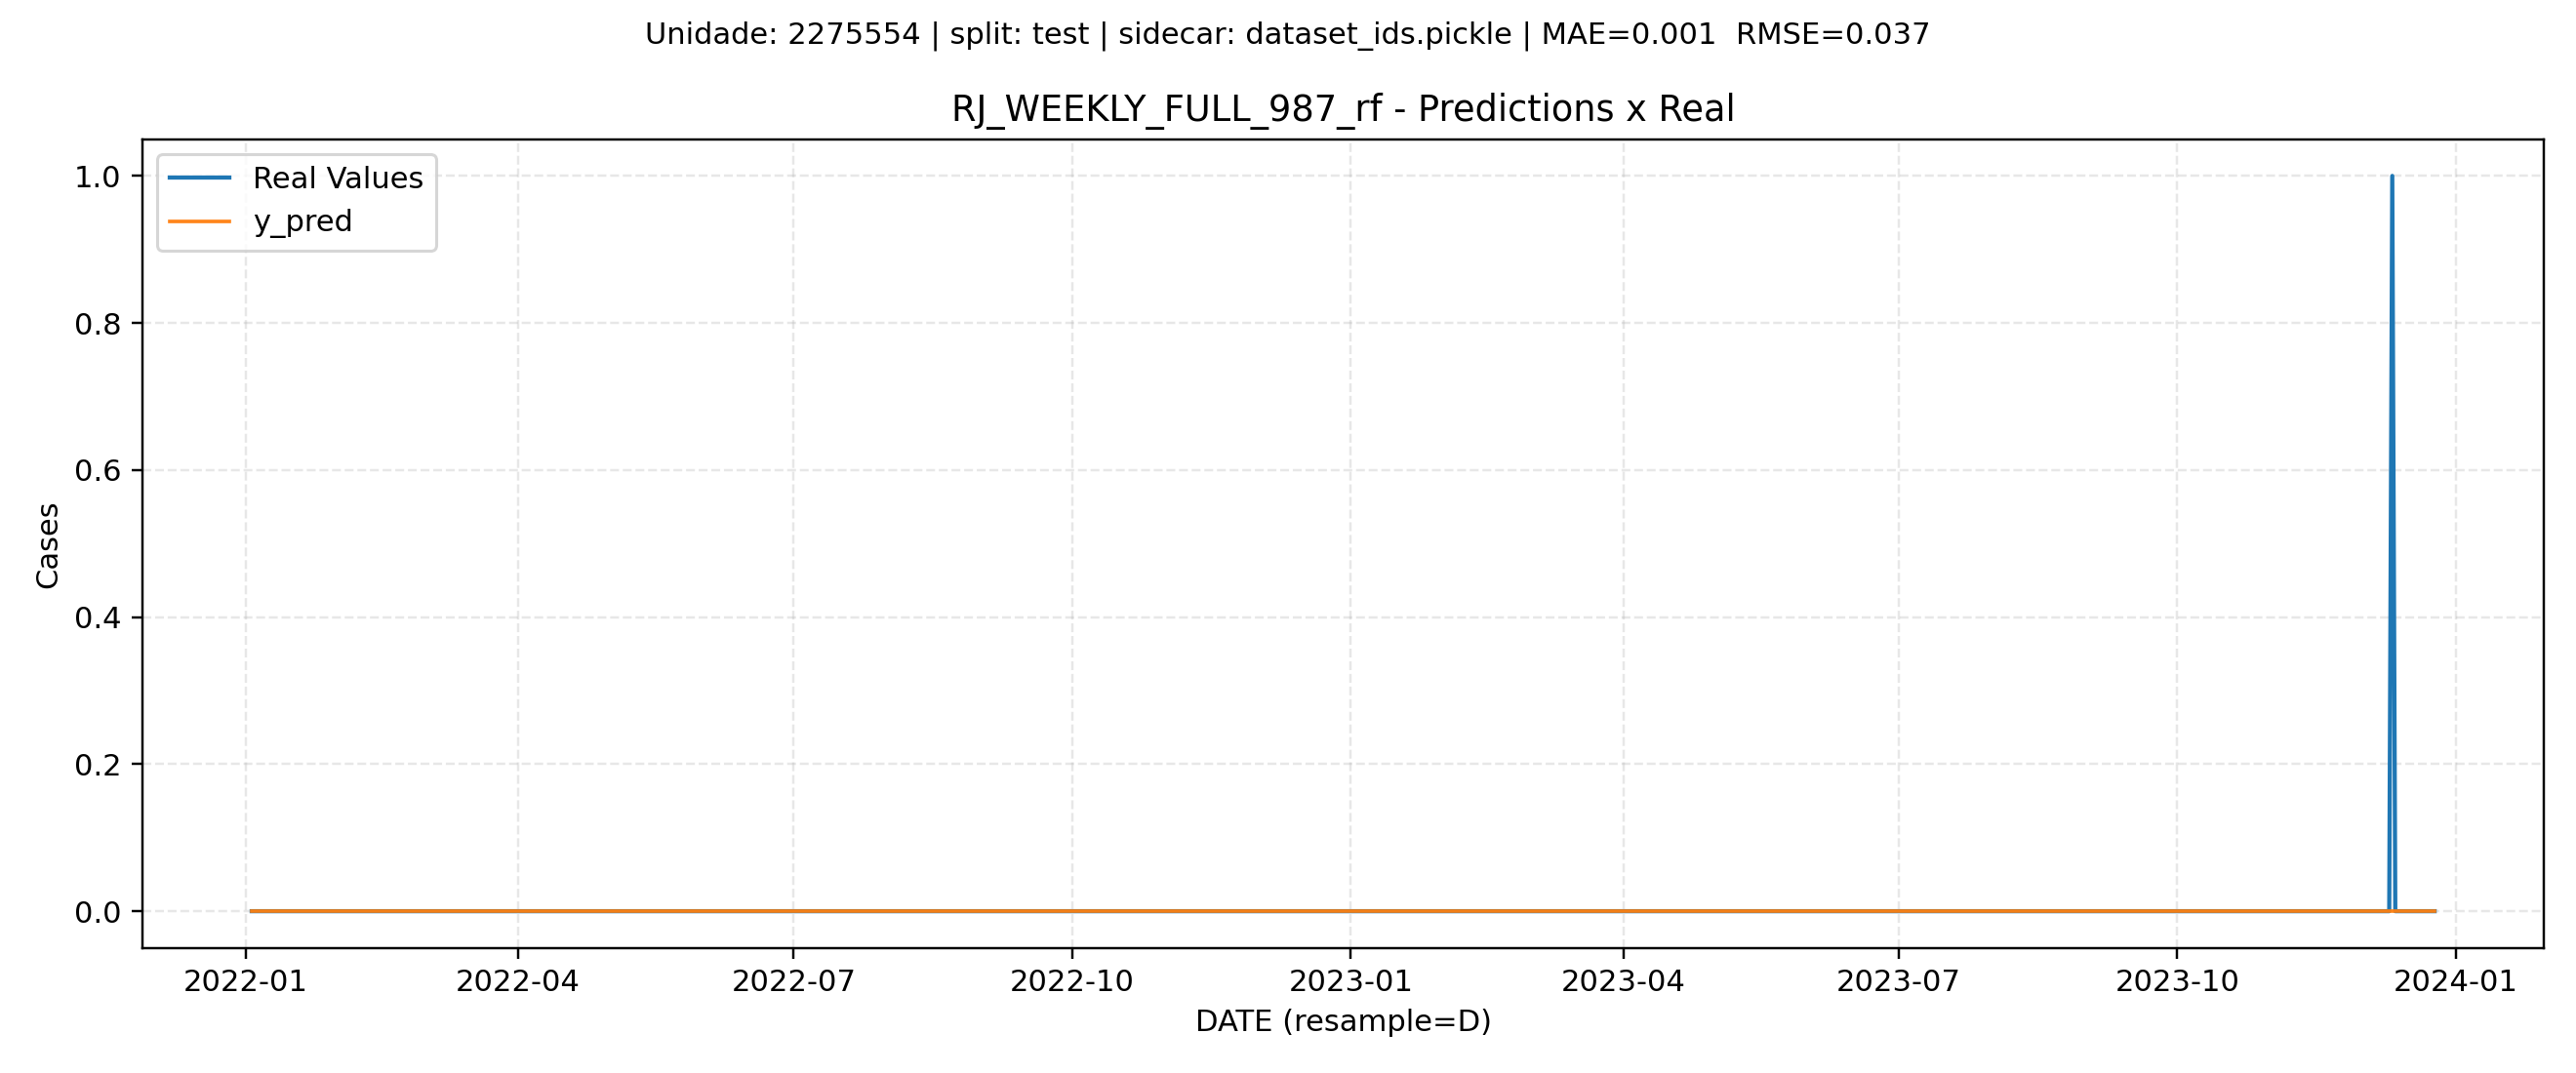 Unidade: 2275554 | split: test | sidecar: dataset_ids.pickle | MAE=0.001  RMSE=0.037
RJ_WEEKLY_FULL_987_rf - Predictions x Real
Real Values
y_pred
1.0
0.8
0.6
0.4
0.2
0.0
Cases
2022-01 2022-04 2022-07 2022-10 2023-01 2023-04 2023-07 2023-10 2024-01
DATE (resample=D)